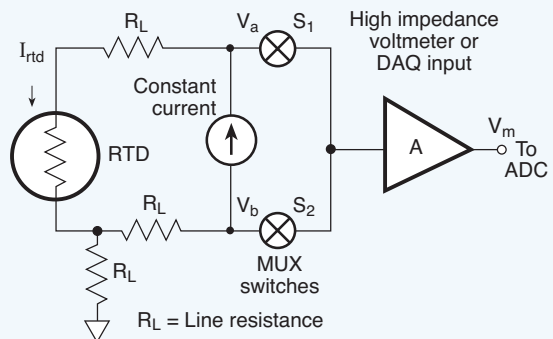 High impedance
voltmeter or
DAQ input
R_L
V_a
S_1
I_rtd
Constant
current
RTD
A
V_m
To
ADC
R_L
V_b
S_2
R_L
MUX
switches
R_L = Line resistance